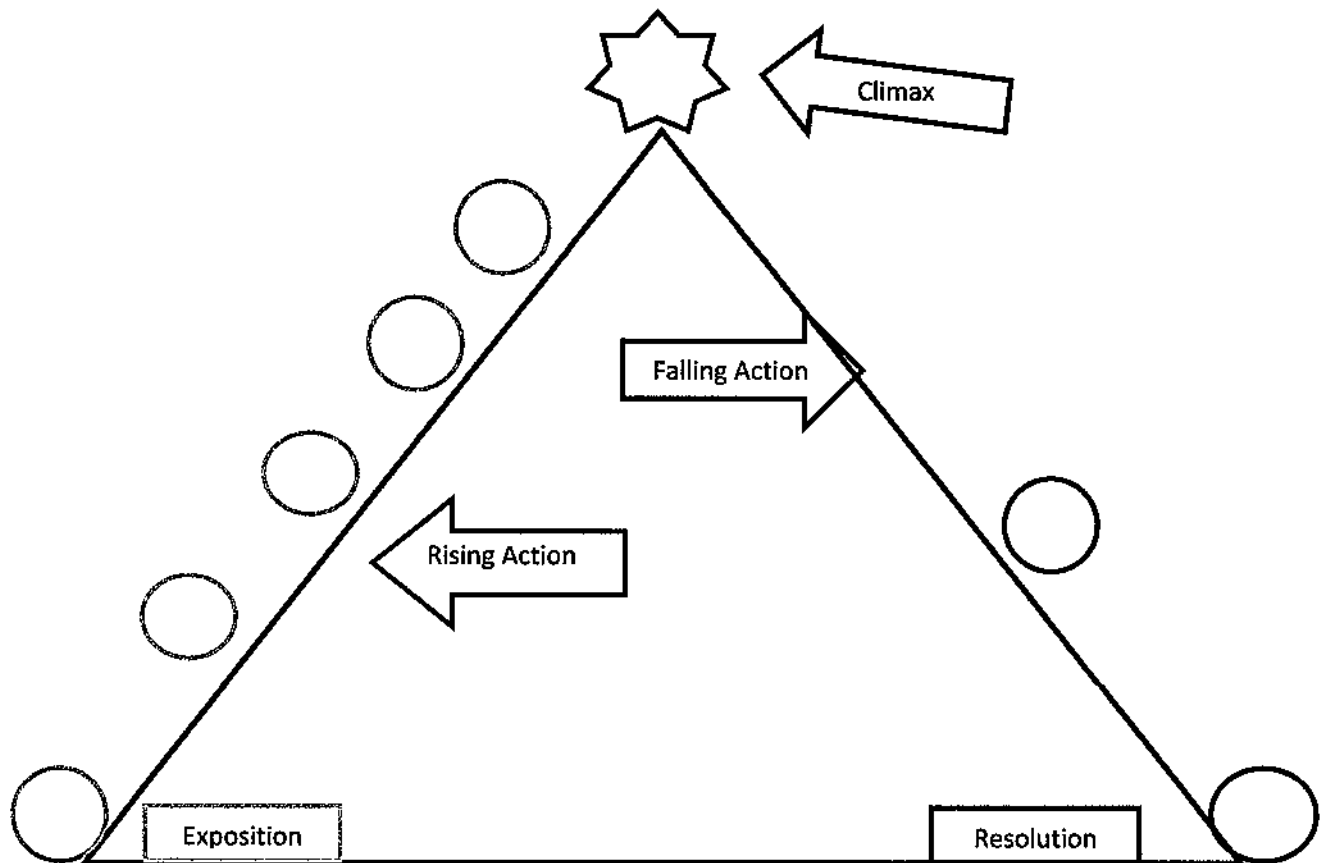 Climax
Falling Action
Rising Action
Exposition
Resolution